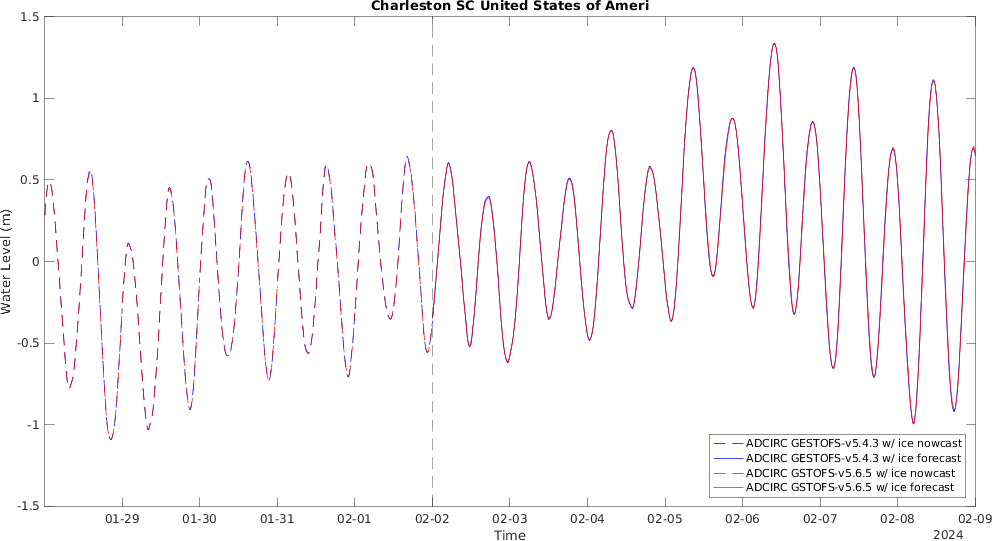 Charleston SC United States of Ameri
1.5
1
0.5
0
-0.5
-1
-1.5
Water Level (m)
ADCIRC GESTOFS-v5.4.3 w/ ice nowcast
ADCIRC GESTOFS-v5.4.3 w/ ice forecast
ADCIRC GSTOFS-v5.6.5 w/ ice nowcast
ADCIRC GSTOFS-v5.6.5 w/ ice forecast
01-29 01-30 01-31 02-01 02-02 02-03 02-04 02-05 02-06 02-07 02-08 02-09
Time
2024